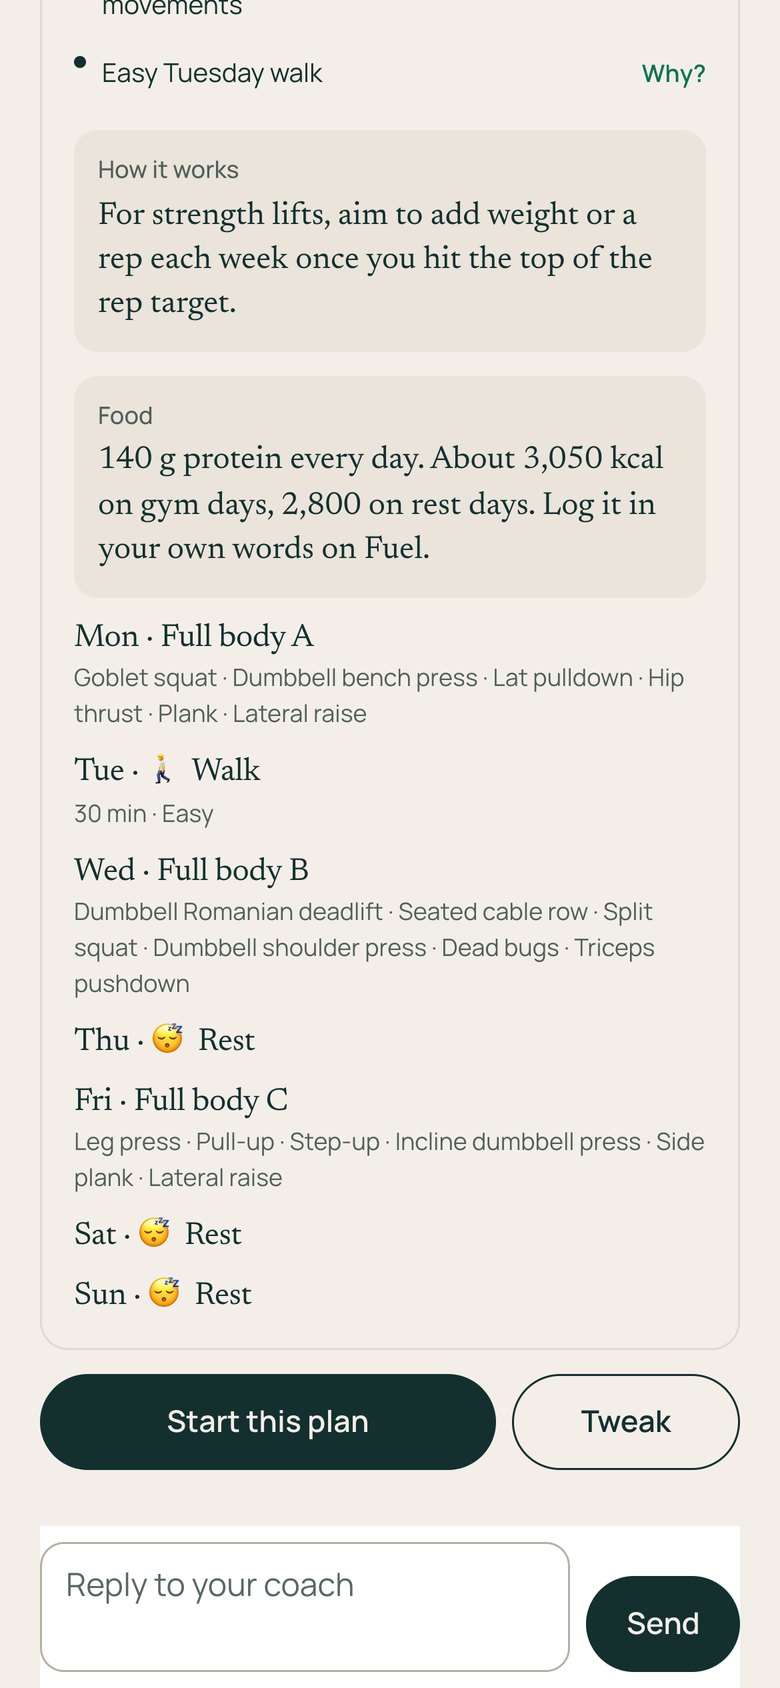 movements
Easy Tuesday walk
Why?
How it works
For strength lifts, aim to add weight or a
rep each week once you hit the top of the
rep target.
Food
140 g protein every day. About 3,050 kcal
on gym days, 2,800 on rest days. Log it in
your own words on Fuel.
Mon · Full body A
Goblet squat · Dumbbell bench press · Lat pulldown · Hip
thrust · Plank · Lateral raise
Tue · 🚶 Walk
30 min · Easy
Wed · Full body B
Dumbbell Romanian deadlift · Seated cable row · Split
squat · Dumbbell shoulder press · Dead bugs · Triceps
pushdown
Thu · 😴 Rest
Fri · Full body C
Leg press · Pull-up · Step-up · Incline dumbbell press · Side
plank · Lateral raise
Sat · 😴 Rest
Sun · 😴 Rest
Start this plan
Tweak
Reply to your coach
Send